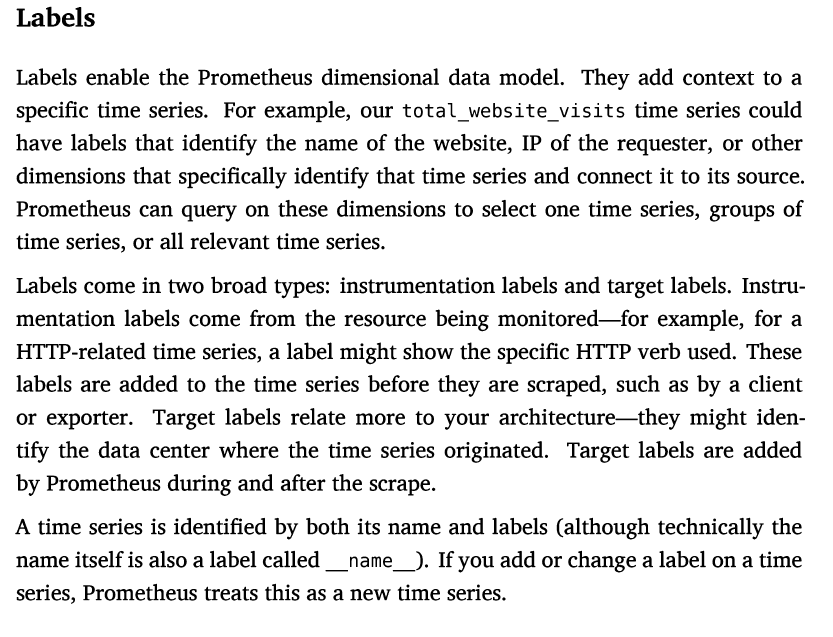 Labels
Labels enable the Prometheus dimensional data model. They add context to a
specific time series. For example, our total_website_visits time series could
have labels that identify the name of the website, IP of the requester, or other
dimensions that specifically identify that time series and connect it to its source.
Prometheus can query on these dimensions to select one time series, groups of
time series, or all relevant time series.
Labels come in two broad types: instrumentation labels and target labels. Instru-
mentation labels come from the resource being monitored—for example, for a
HTTP-related time series, a label might show the specific HTTP verb used. These
labels are added to the time series before they are scraped, such as by a client
or exporter. Target labels relate more to your architecture—they might iden-
tify the data center where the time series originated. Target labels are added
by Prometheus during and after the scrape.
A time series is identified by both its name and labels (although technically the
name itself is also a label called __name__). If you add or change a label on a time
series, Prometheus treats this as a new time series.